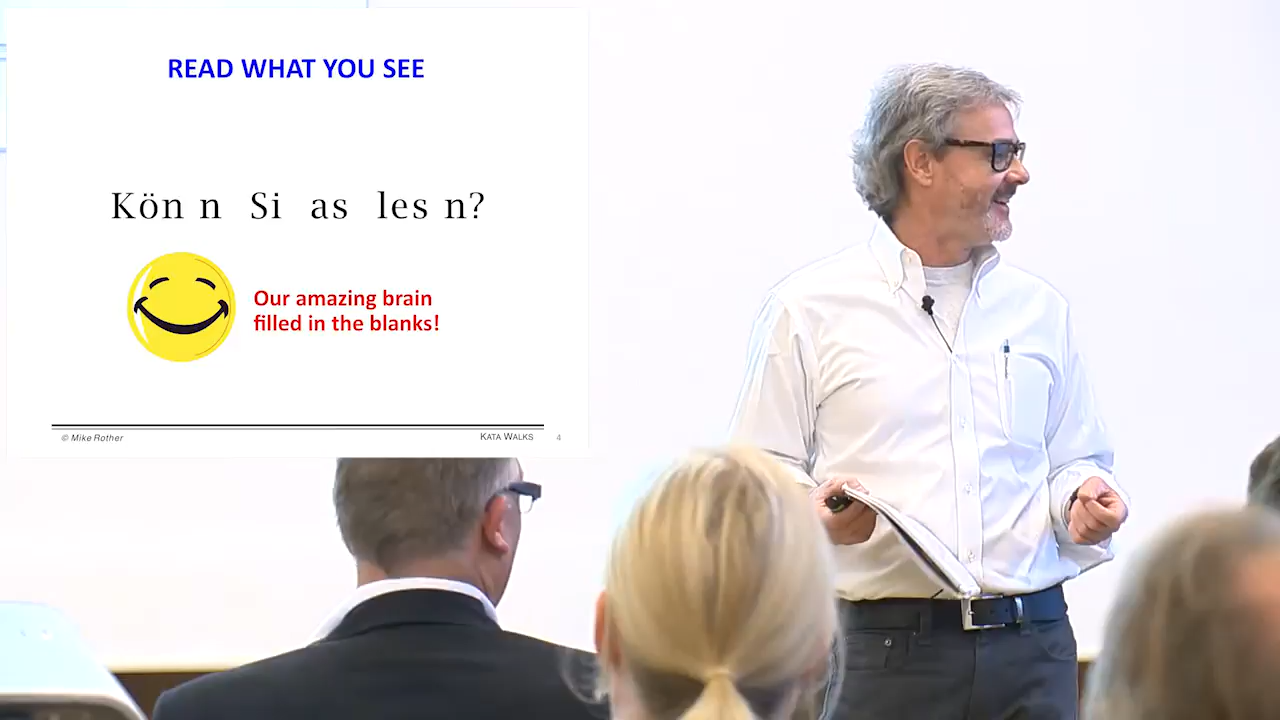 READ WHAT YOU SEE
Kön n Si as les n?
Our amazing brain
filled in the blanks!
© Mike Rother KATA WALKS 4